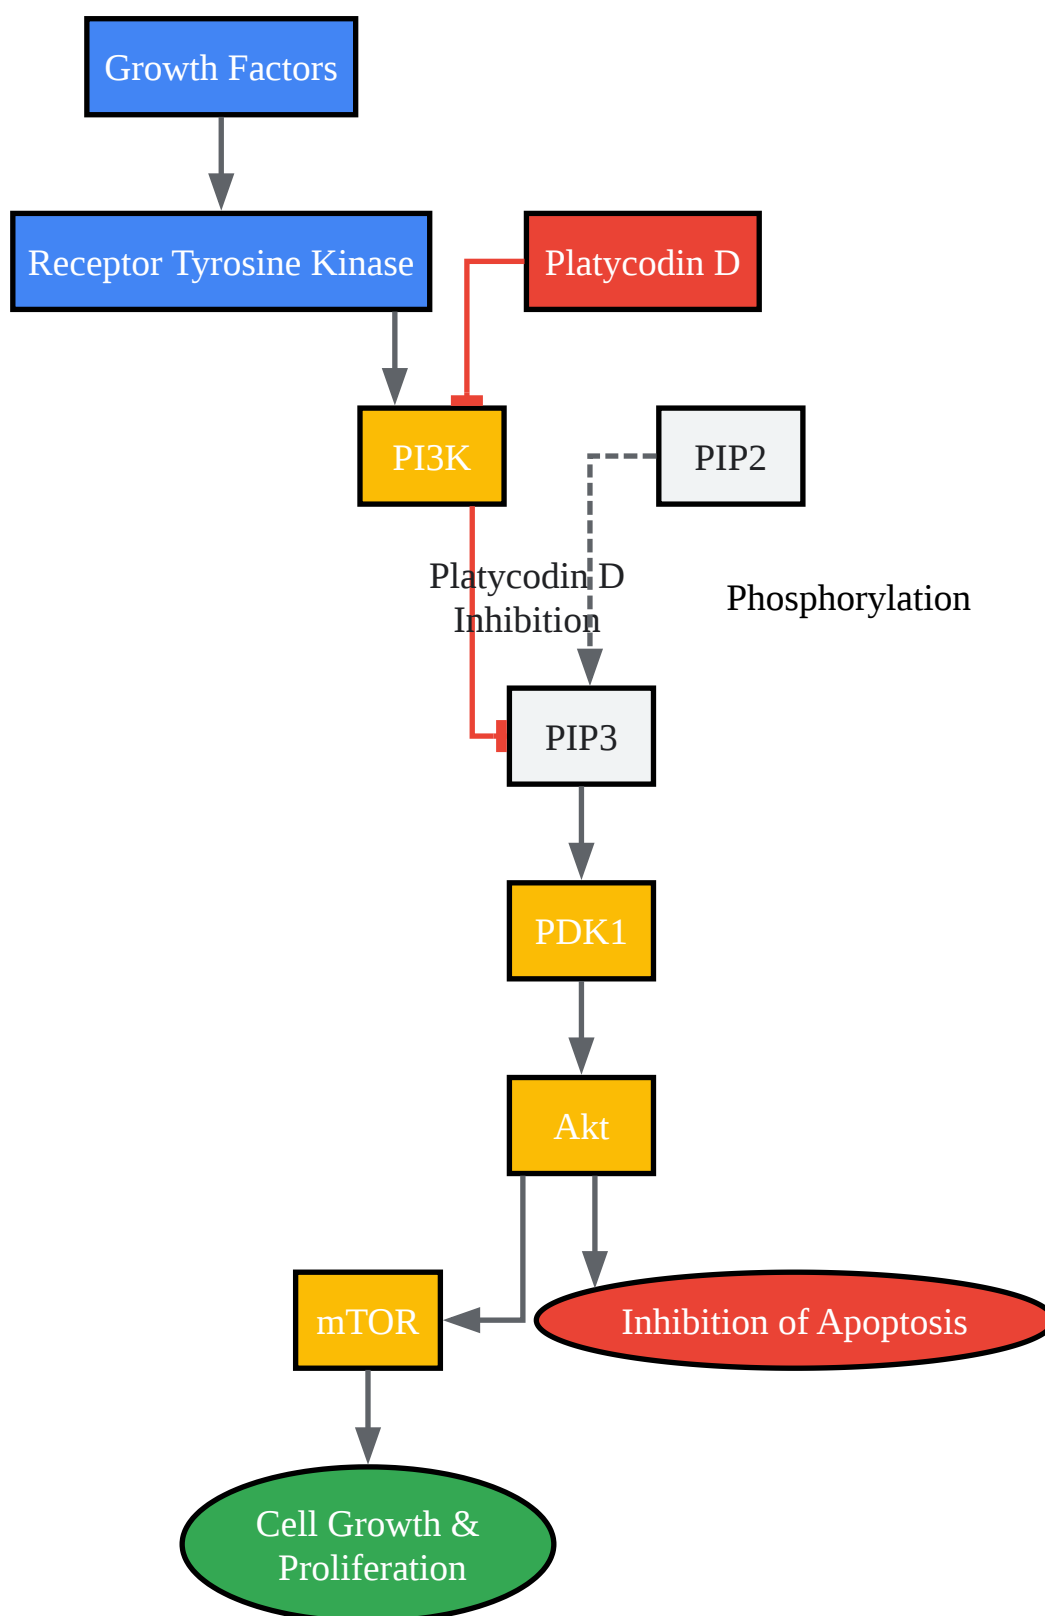 Growth Factors
Receptor Tyrosine Kinase
Platycodin D
PI3K
PIP2
Platycodin D
Inhibition
Phosphorylation
PIP3
PDK1
Akt
mTOR
Inhibition of Apoptosis
Cell Growth &
Proliferation